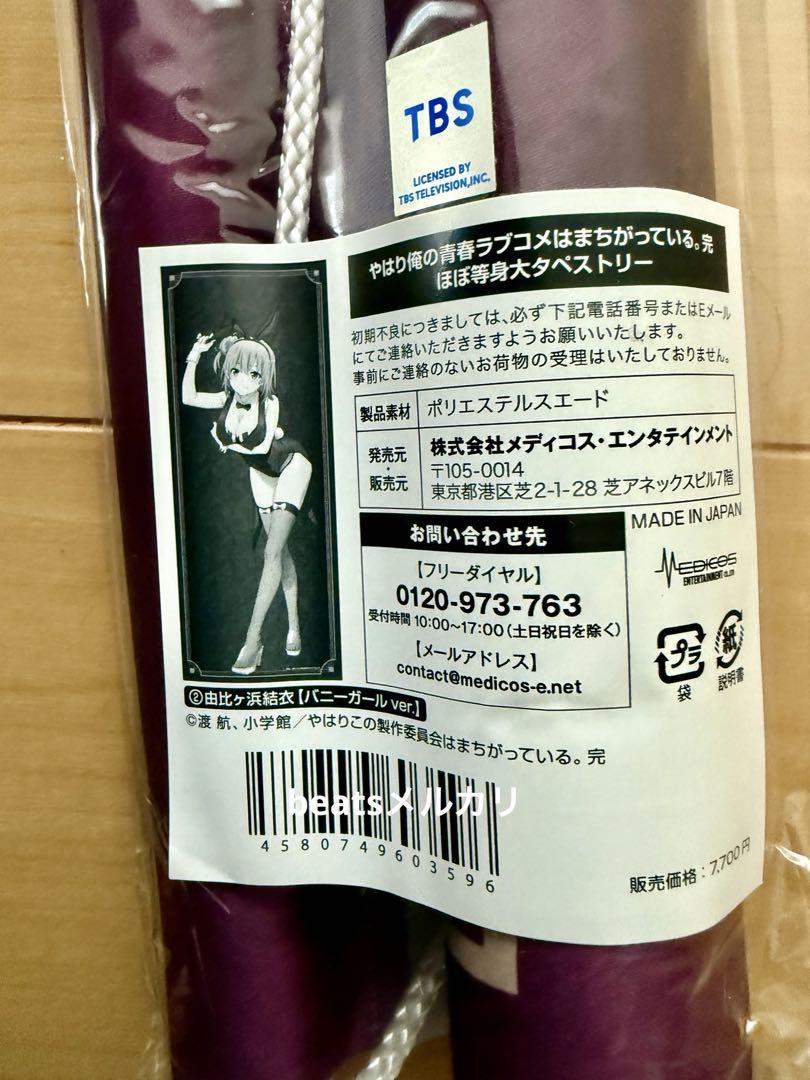 TBS
LICENSED BY
TBS TELEVISION,INC.
やはり俺の青春ラブコメはまちがっている。完
ほぼ等身大タペストリー
初期不良につきましては、必ず下記電話番号またはEメール
にてご連絡いただきますようお願いいたします。
事前にご連絡のないお荷物の受理はいたしておりません。
製品素材 ポリエステルスエード
発売元・販売元 株式会社メディコス・エンタテインメント
〒105-0014
東京都港区芝2-1-28 芝アネックスビル7階
MADE IN JAPAN
お問い合わせ先
【フリーダイヤル】
0120-973-763
受付時間 10:00〜17:00（土日祝日を除く）
【メールアドレス】
contact@medicos-e.net
MEDICOS
ENTERTAINMENT CO.,LTD
プラ
袋
紙
説明書
②由比ヶ浜結衣【バニーガール ver.】
©渡 航、小学館／やはりこの製作委員会はまちがっている。完
beatsメルカリ
4580749603596
販売価格：7,700円